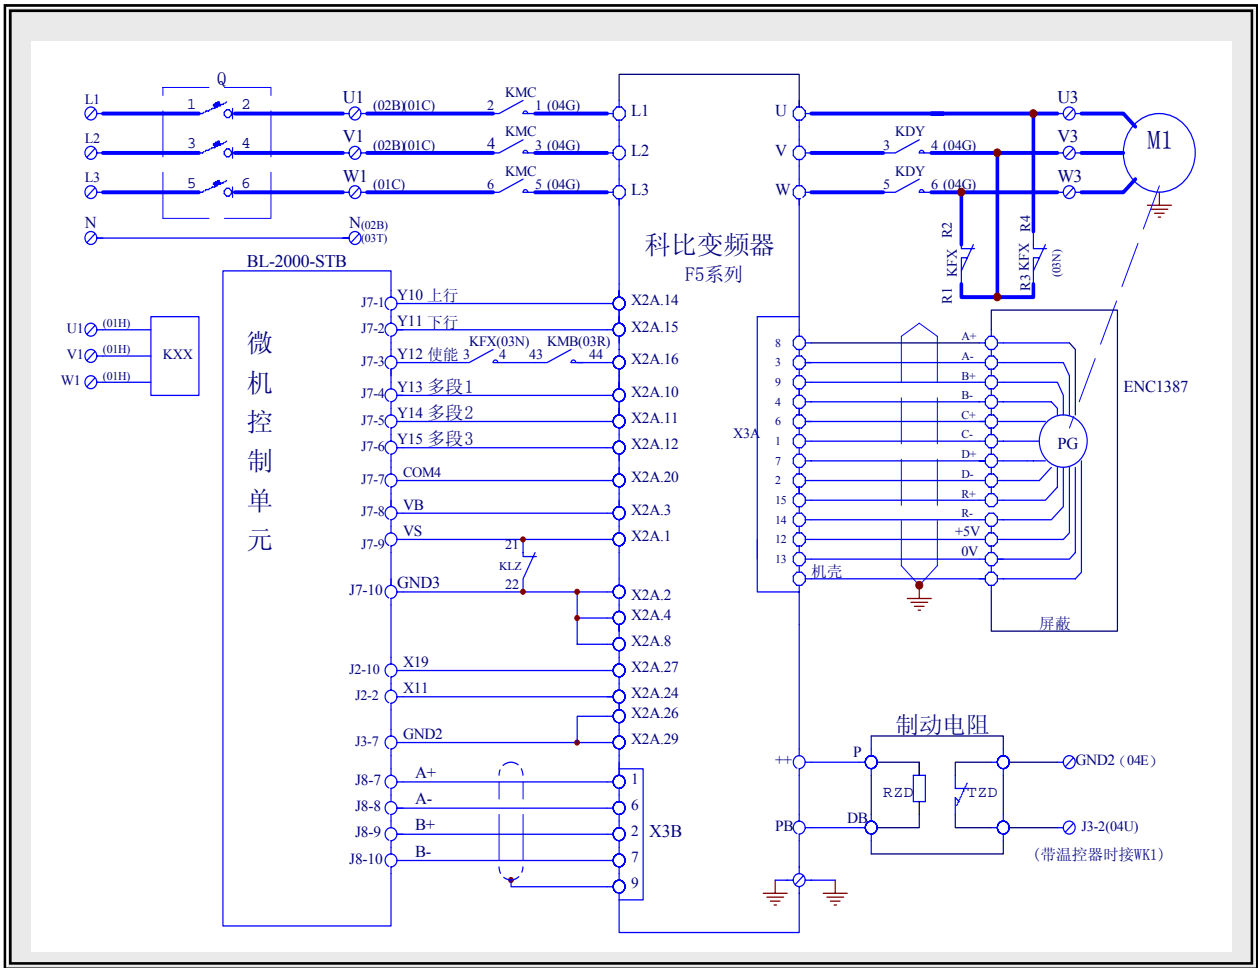 Q
L1 1 2 U1 (02B)(01C) 2 KMC 1 (04G) L1
L2 3 4 V1 (02B)(01C) 4 KMC 3 (04G) L2
L3 5 6 W1 (01C) 6 KMC 5 (04G) L3
N N(02B)
(03T)
U U3
V 3 KDY 4 (04G) V3
W 5 KDY 6 (04G) W3
M1
R2 R4
KFX KFX (03N)
R1 R3
科比变频器
F5系列
BL-2000-STB
微机控制单元
U1 (01H)
V1 (01H)
W1 (01H)
KXX
J7-1 Y10 上行 X2A.14
J7-2 Y11 下行 X2A.15
J7-3 Y12 使能 3 KFX(03N) 4 43 KMB(03R) 44 X2A.16
J7-4 Y13 多段1 X2A.10
J7-5 Y14 多段2 X2A.11
J7-6 Y15 多段3 X2A.12
J7-7 COM4 X2A.20
J7-8 VB X2A.3
J7-9 VS X2A.1
21
KLZ
22
J7-10 GND3 X2A.2
X2A.4
X2A.8
J2-10 X19 X2A.27
J2-2 X11 X2A.24
X2A.26
J3-7 GND2 X2A.29
J8-7 A+ 1
J8-8 A- 6
J8-9 B+ 2
J8-10 B- 7
9
X3B
X3A
8 A+
3 A-
9 B+
4 B-
6 C+
1 C-
7 D+
2 D-
15 R+
14 R-
12 +5V
13 0V
机壳
PG
ENC1387
屏蔽
制动电阻
++ P GND2（04E）
RZD TZD
PB DB J3-2(04U)
(带温控器时接WK1)